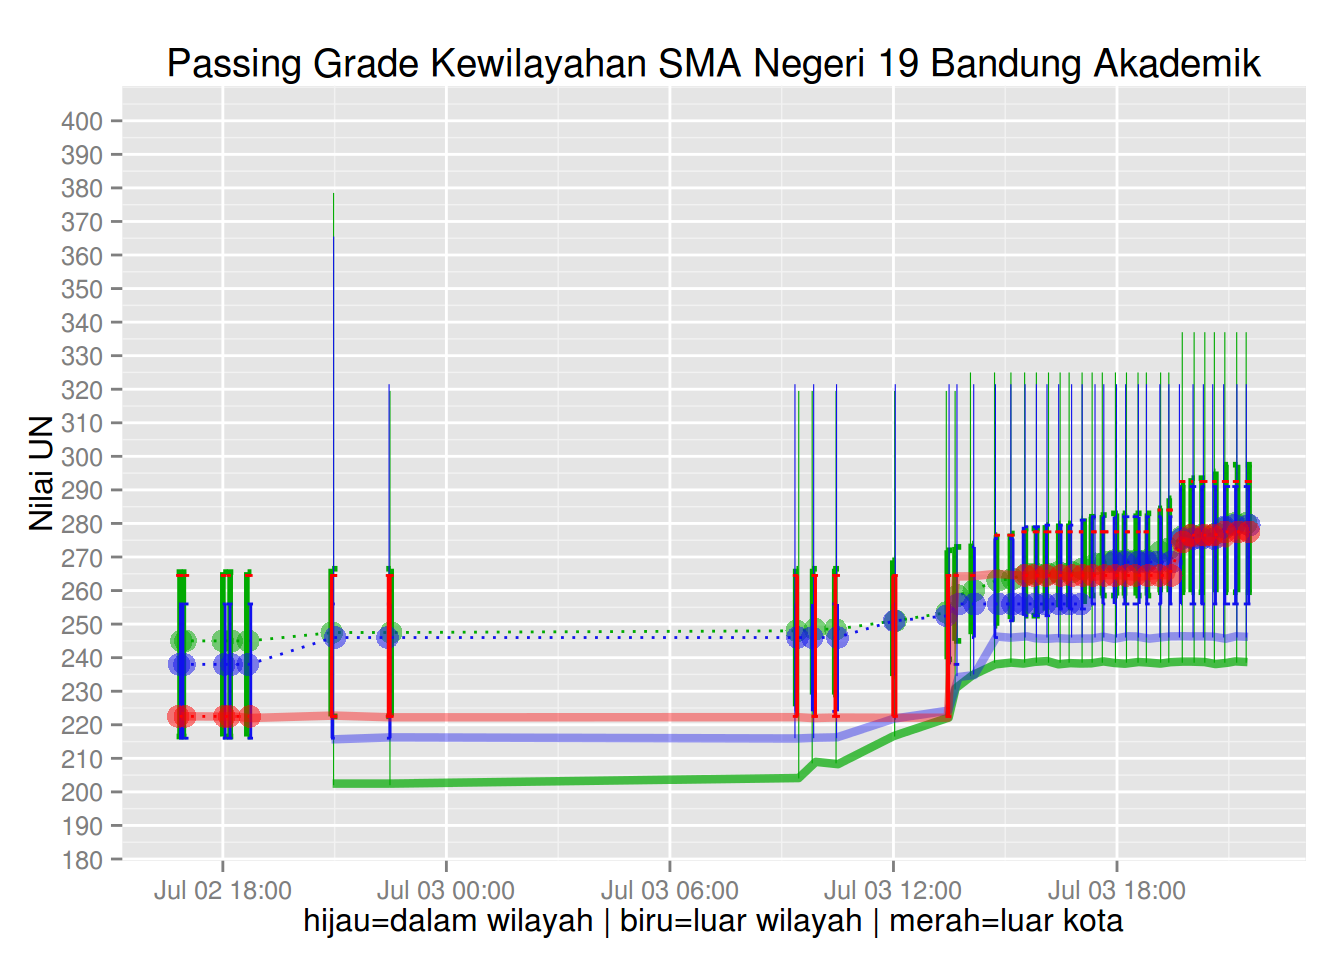 Passing Grade Kewilayahan SMA Negeri 19 Bandung Akademik
400
390
380
370
360
350
340
330
320
310
300
290
280
270
260
250
240
230
220
210
200
190
180
Nilai UN
Jul 02 18:00
Jul 03 00:00
Jul 03 06:00
Jul 03 12:00
Jul 03 18:00
hijau=dalam wilayah | biru=luar wilayah | merah=luar kota